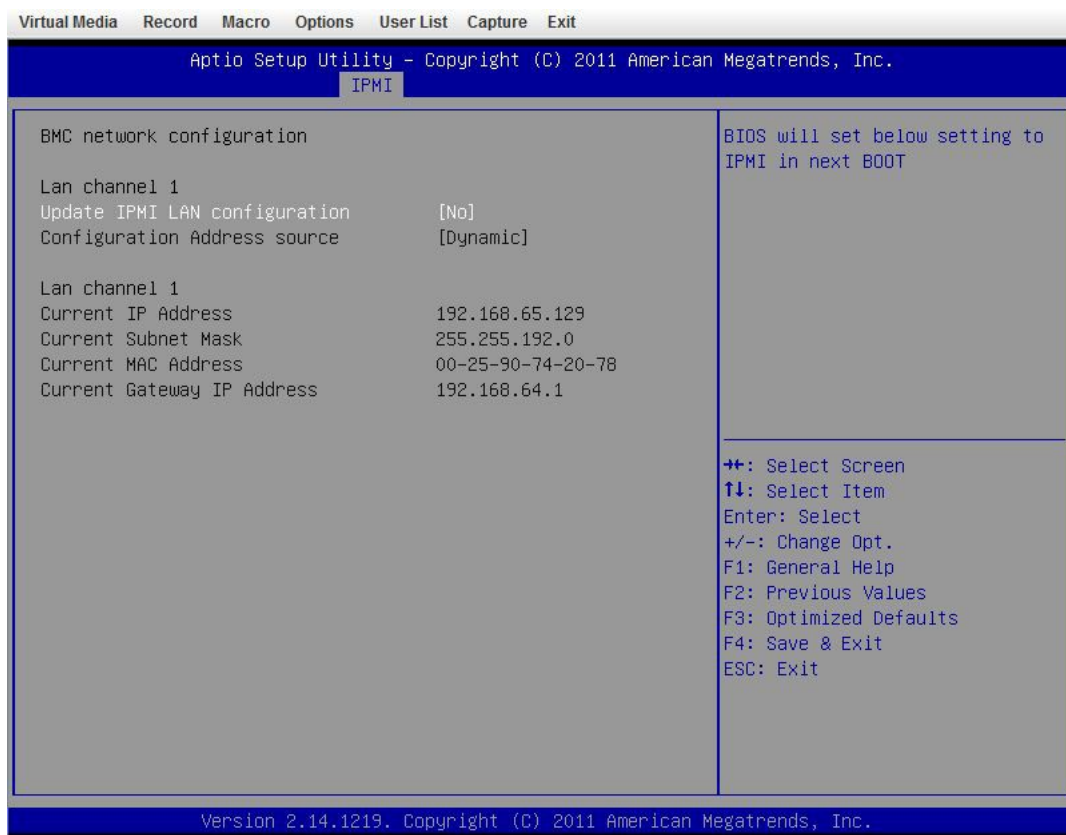 Virtual Media Record Macro Options User List Capture Exit
Aptio Setup Utility – Copyright (C) 2011 American Megatrends, Inc.
IPMI
BMC network configuration
Lan channel 1
Update IPMI LAN configuration [No]
Configuration Address source [Dynamic]
Lan channel 1
Current IP Address 192.168.65.129
Current Subnet Mask 255.255.192.0
Current MAC Address 00-25-90-74-20-78
Current Gateway IP Address 192.168.64.1
BIOS will set below setting to
IPMI in next BOOT
→←: Select Screen
↑↓: Select Item
Enter: Select
+/-: Change Opt.
F1: General Help
F2: Previous Values
F3: Optimized Defaults
F4: Save & Exit
ESC: Exit
Version 2.14.1219. Copyright (C) 2011 American Megatrends, Inc.